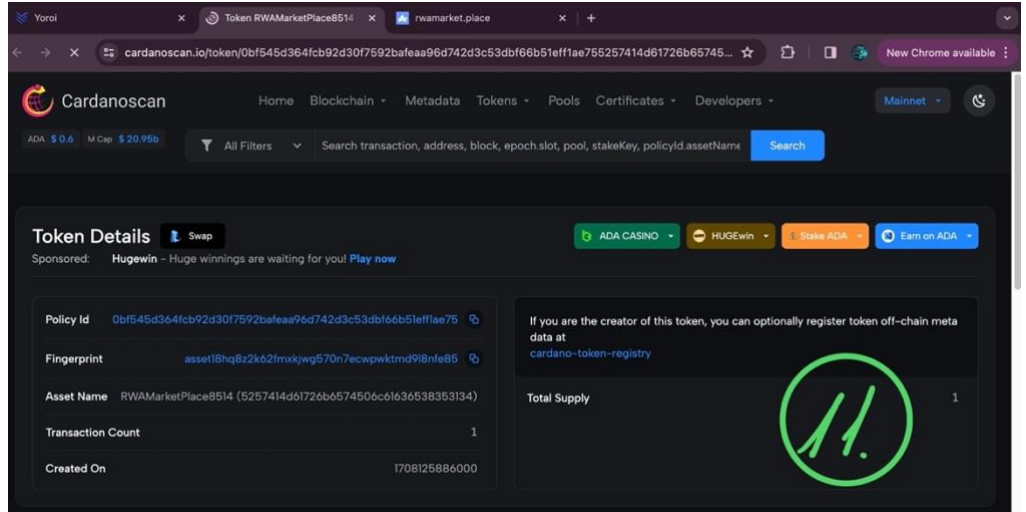 Yoroi
Token RWAMarketPlace8514
rwamarket.place
cardanoscan.io/token/0bf545d364fcb92d30f7592bafeaa96d742d3c53dbf66b51eff1ae755257414d61726b65745...
New Chrome available
Cardanoscan
Home Blockchain Metadata Tokens Pools Certificates Developers
Mainnet
ADA $ 0.6 M Cap $ 20.95b
All Filters
Search transaction, address, block, epoch.slot, pool, stakeKey, policyId.assetName
Search
Token Details
Swap
ADA CASINO
HUGEwin
Stake ADA
Earn on ADA
Sponsored: Hugewin - Huge winnings are waiting for you! Play now
Policy Id 0bf545d364fcb92d30f7592bafeaa96d742d3c53dbf66b51eff1ae75
Fingerprint asset18hq8z2k62fmxkjwg570n7ecwpwktmd9l8nfe85
Asset Name RWAMarketPlace8514 (5257414d61726b6574506c61636538353134)
Transaction Count 1
Created On 1708125886000
If you are the creator of this token, you can optionally register token off-chain meta
data at
cardano-token-registry
Total Supply 1
11.